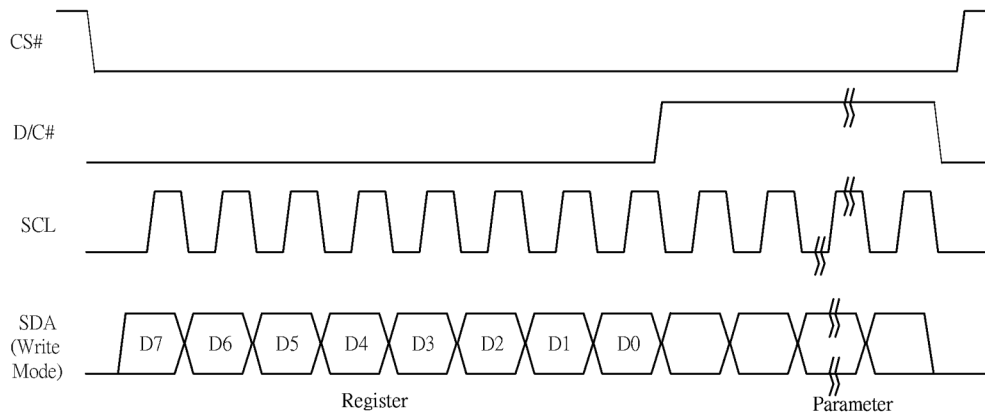 CS#
D/C#
SCL
SDA
(Write
Mode)
D7 D6 D5 D4 D3 D2 D1 D0
Register Parameter